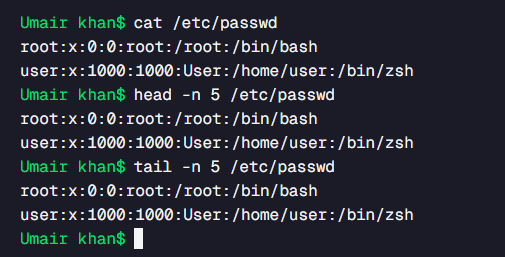 Umair khan$ cat /etc/passwd
root:x:0:0:root:/root:/bin/bash
user:x:1000:1000:User:/home/user:/bin/zsh
Umair khan$ head -n 5 /etc/passwd
root:x:0:0:root:/root:/bin/bash
user:x:1000:1000:User:/home/user:/bin/zsh
Umair khan$ tail -n 5 /etc/passwd
root:x:0:0:root:/root:/bin/bash
user:x:1000:1000:User:/home/user:/bin/zsh
Umair khan$